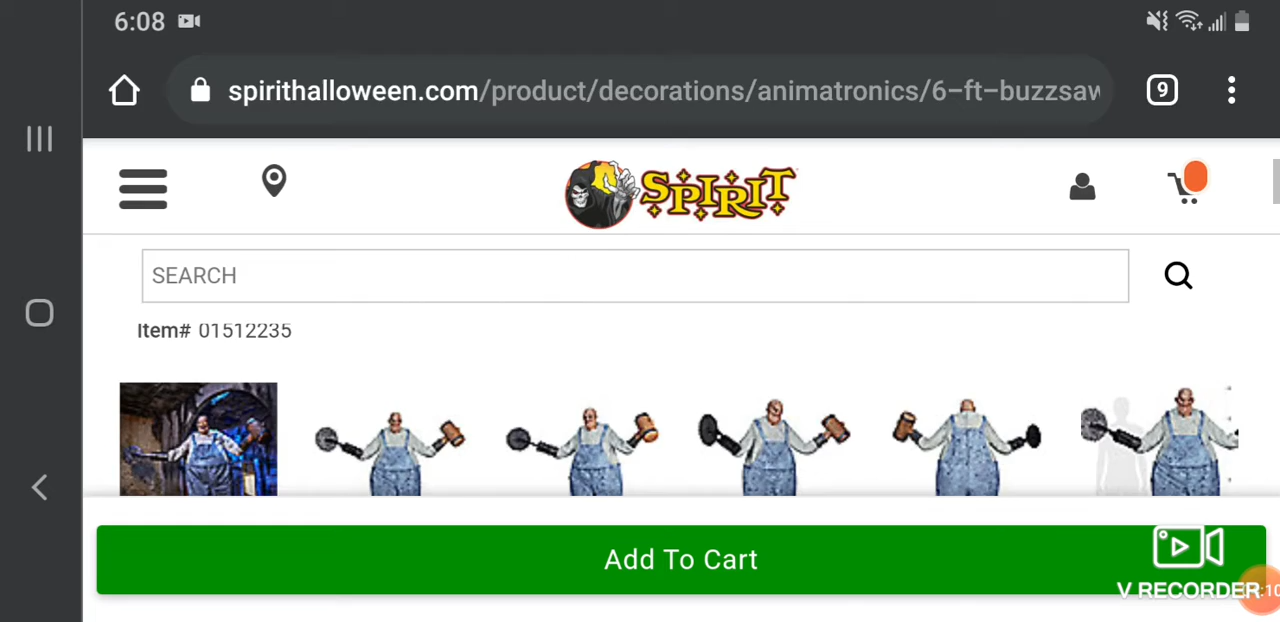 6:08
spirithalloween.com/product/decorations/animatronics/6-ft-buzzsaw
9
SPIRIT
SEARCH
Item# 01512235
Add To Cart
V RECORDER